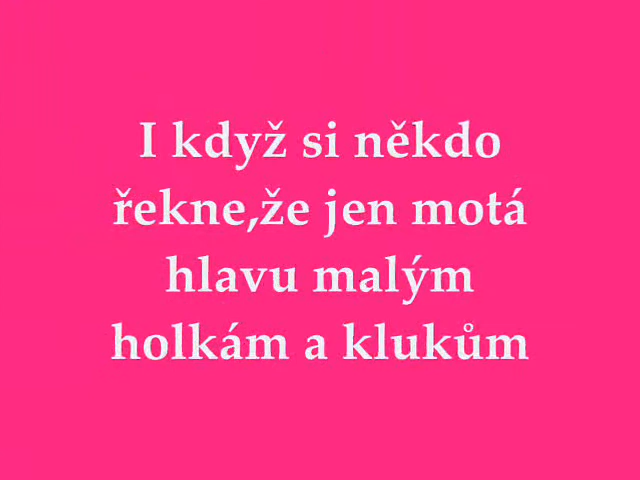 I když si někdo
řekne,že jen motá
hlavu malým
holkám a klukům